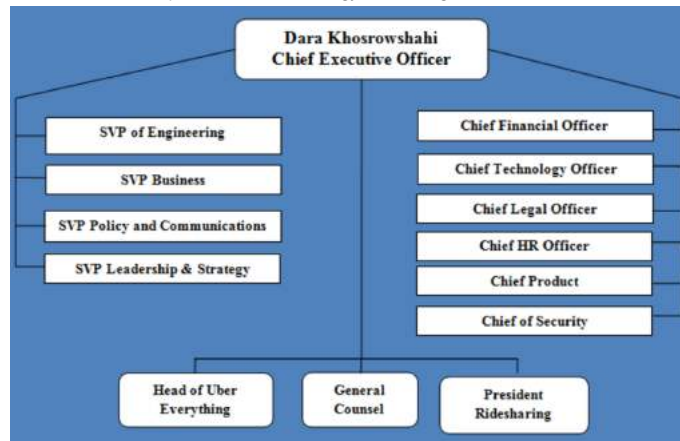 Dara Khosrowshahi
Chief Executive Officer
SVP of Engineering
SVP Business
SVP Policy and Communications
SVP Leadership & Strategy
Chief Financial Officer
Chief Technology Officer
Chief Legal Officer
Chief HR Officer
Chief Product
Chief of Security
Head of Uber
Everything
General
Counsel
President
Ridesharing